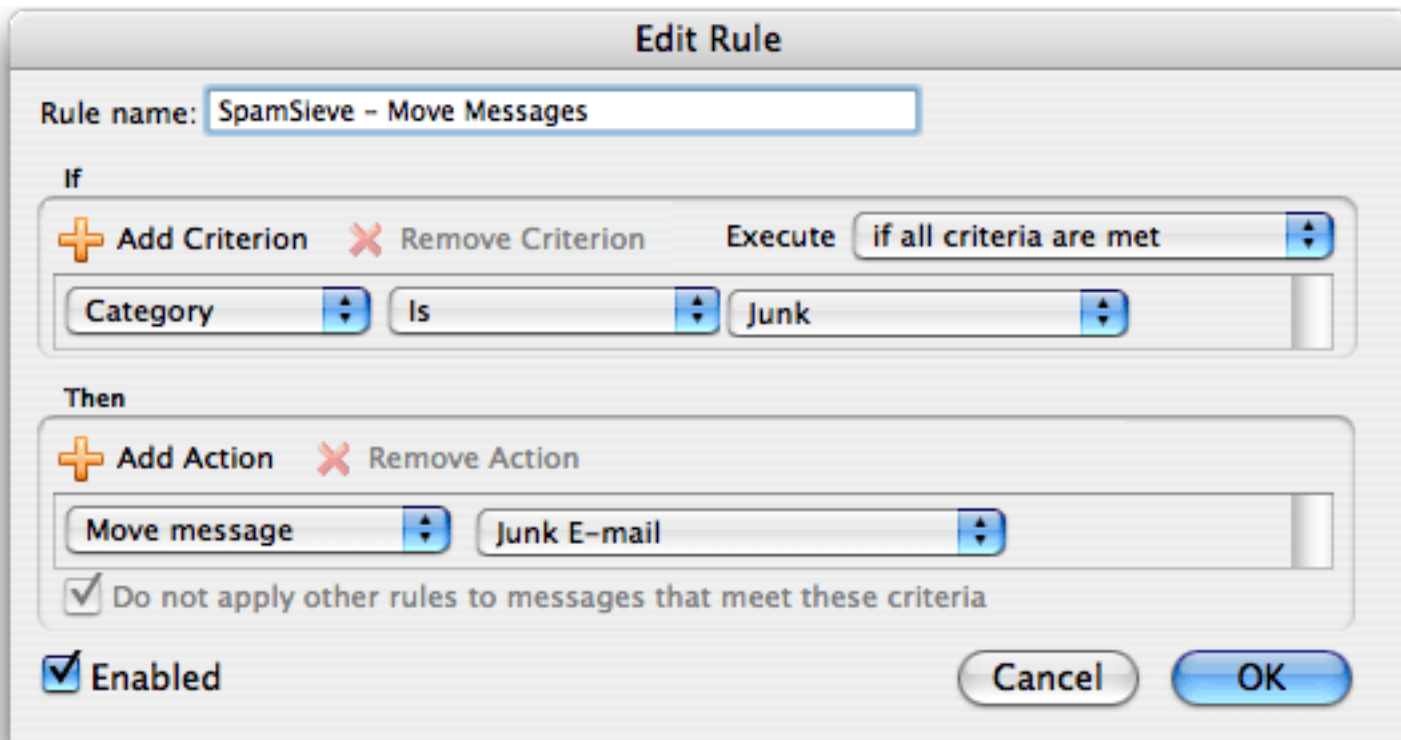 Edit Rule
Rule name: SpamSieve – Move Messages
If
Add Criterion Remove Criterion Execute if all criteria are met
Category Is Junk
Then
Add Action Remove Action
Move message Junk E-mail
Do not apply other rules to messages that meet these criteria
Enabled Cancel OK